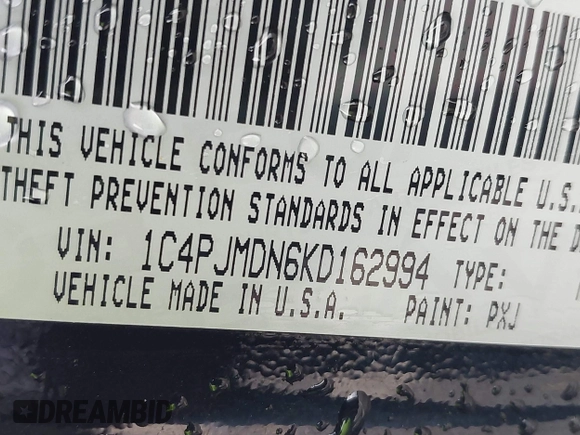 THIS VEHICLE CONFORMS TO ALL APPLICABLE U.S.
THEFT PREVENTION STANDARDS IN EFFECT ON THE D
VIN: 1C4PJMDN6KD162994 TYPE:
VEHICLE MADE IN U.S.A. PAINT: PXJ
DREAMBID